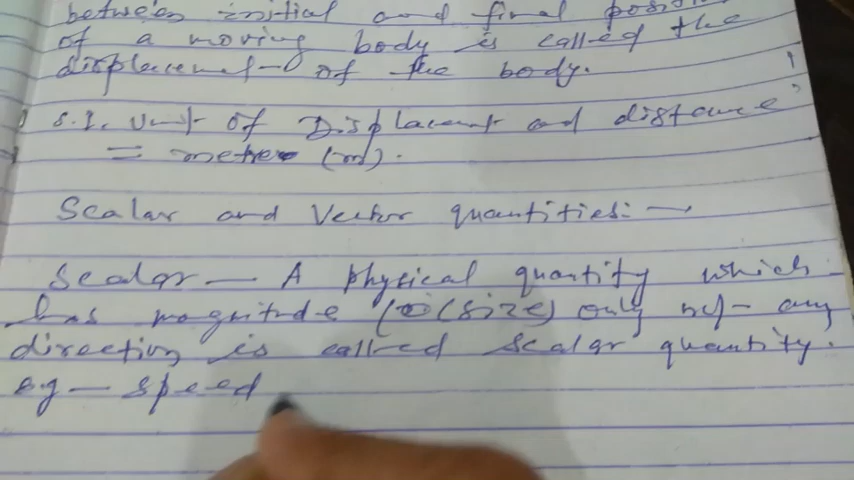 between initial and final posit
of a moving body is called the
displacement of the body.
S.I. Unit of Displacement and distance
= metre (m).
Scalar and Vector quantities: →
Scalar — A physical quantity which
has magnitude (size) only not any
direction is called scalar quantity.
eg — speed